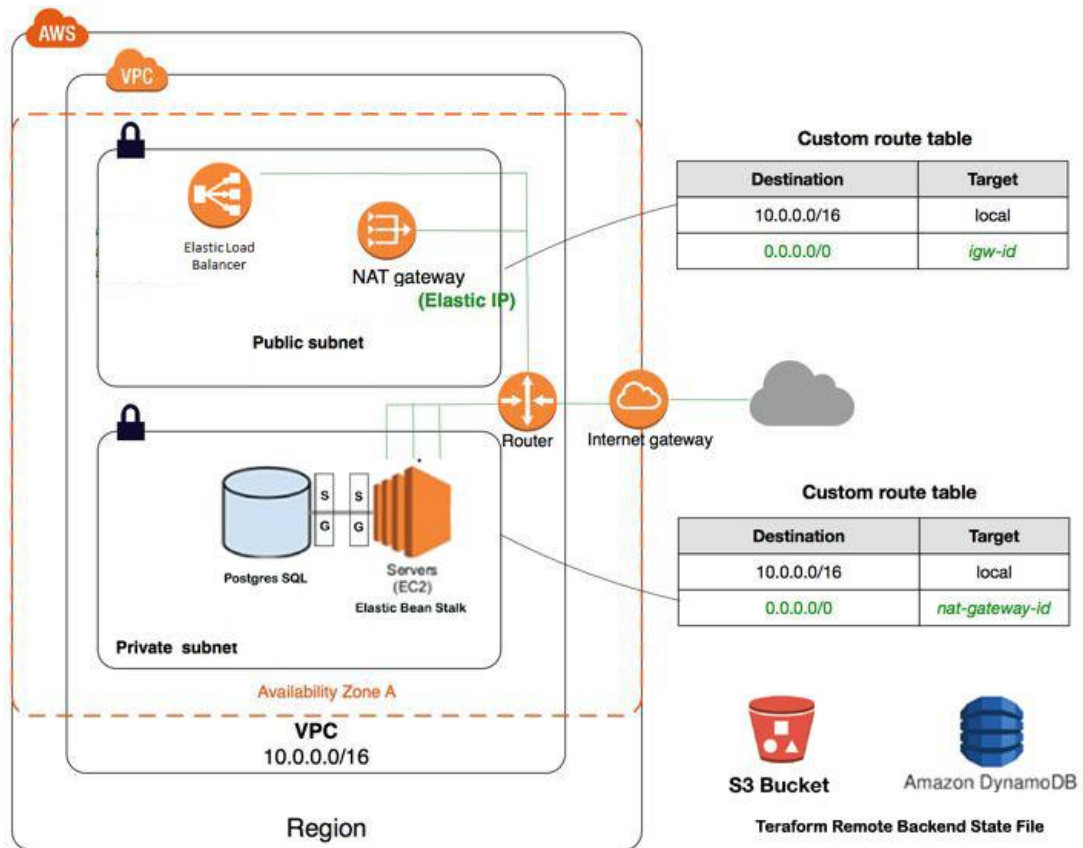 AWS
VPC
Elastic Load
Balancer
NAT gateway
(Elastic IP)
Public subnet
Router
Internet gateway
S
G
S
G
Postgres SQL
Servers
(EC2)
Elastic Bean Stalk
Private subnet
Availability Zone A
VPC
10.0.0.0/16
Region
Custom route table
Destination Target
10.0.0.0/16 local
0.0.0.0/0 igw-id
Custom route table
Destination Target
10.0.0.0/16 local
0.0.0.0/0 nat-gateway-id
S3 Bucket
Amazon DynamoDB
Teraform Remote Backend State File